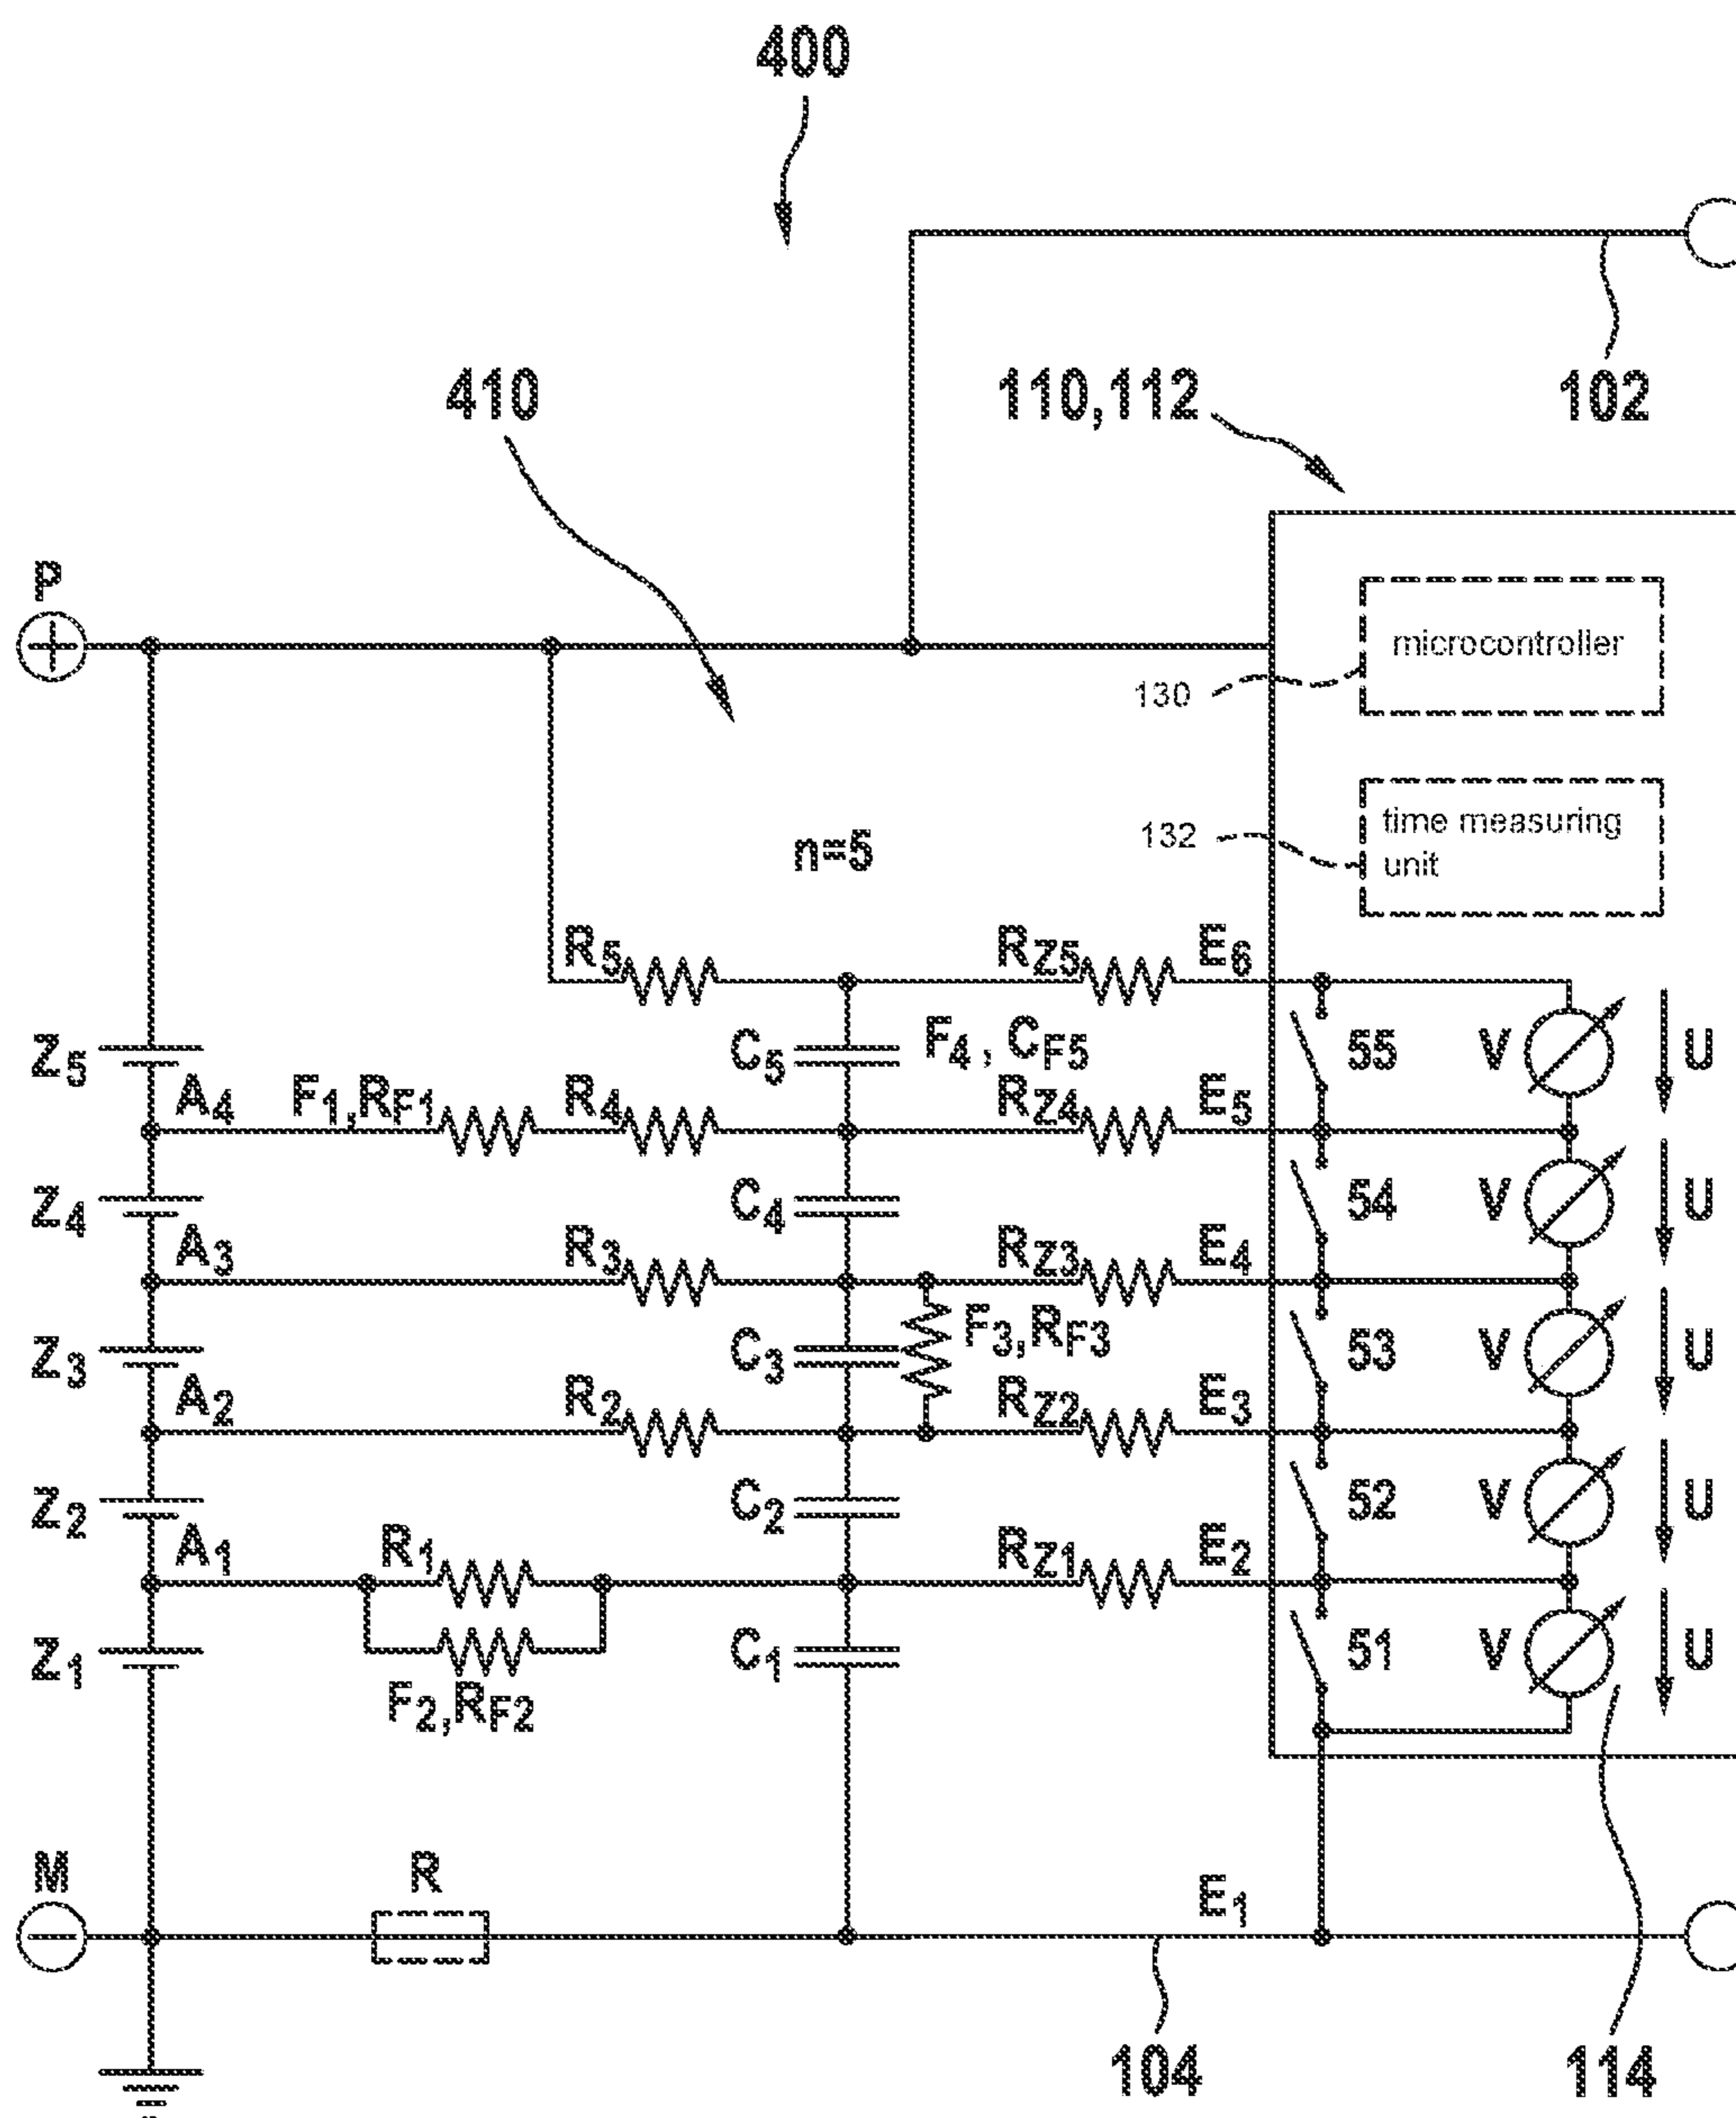 400
410
110,112
102
P
microcontroller
130
time measuring
unit
132
n=5
R5
RZ5
E6
Z5
C5
F4, CF5
55
V
U
A4
F1,RF1
R4
RZ4
E5
Z4
C4
54
V
U
A3
R3
RZ3
E4
Z3
C3
F3,RF3
53
V
U
A2
R2
RZ2
E3
Z2
C2
52
V
U
A1
R1
RZ1
E2
Z1
C1
51
V
U
F2,RF2
M
R
E1
104
114